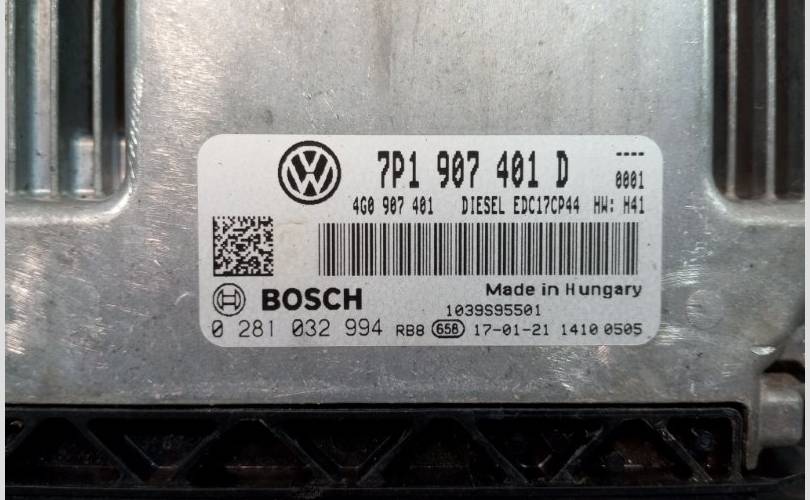 7P1 907 401 D
----
0001
4G0 907 401 DIESEL EDC17CP44 HW: H41
Made in Hungary
BOSCH
1039S95501
0 281 032 994 RB8 658 17-01-21 1410 0505